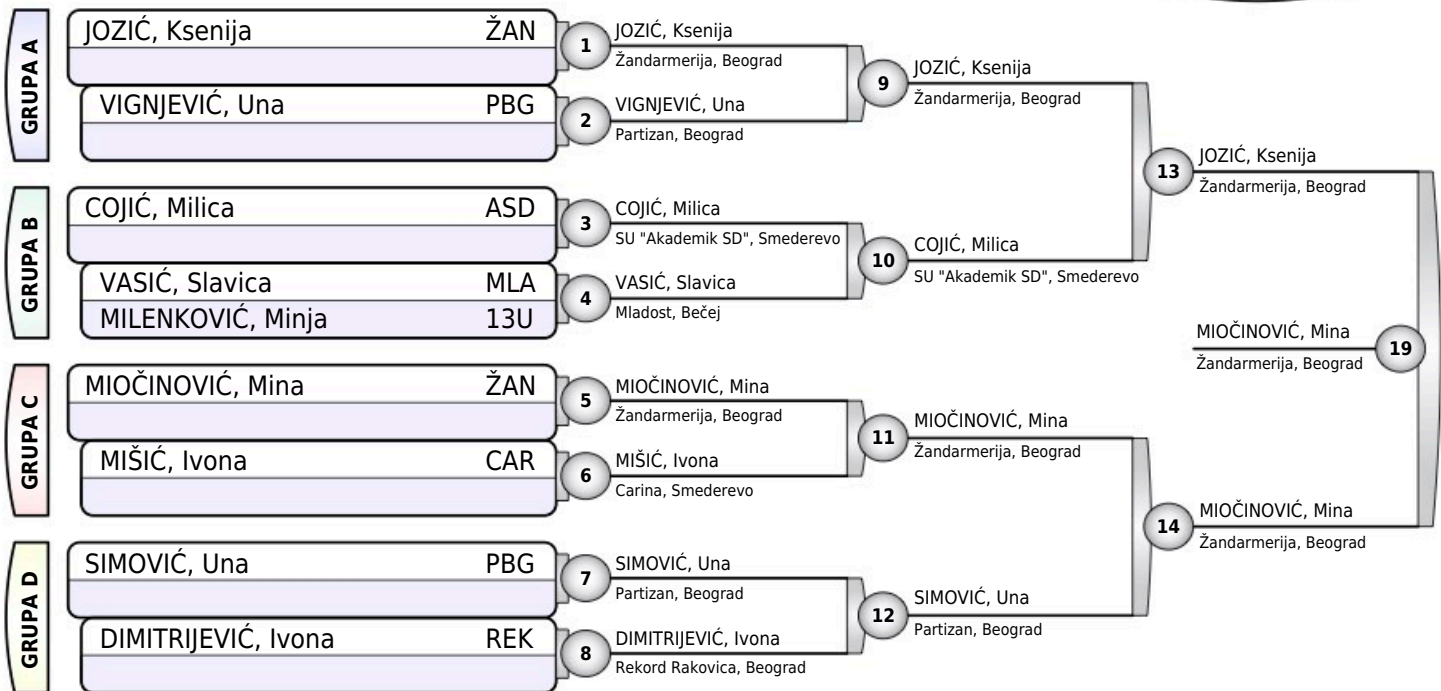 GRUPA A
JOZIĆ, Ksenija ŽAN
VIGNJEVIĆ, Una PBG
GRUPA B
COJIĆ, Milica ASD
VASIĆ, Slavica MLA
MILENKOVIĆ, Minja 13U
GRUPA C
MIOČINOVIĆ, Mina ŽAN
MIŠIĆ, Ivona CAR
GRUPA D
SIMOVIĆ, Una PBG
DIMITRIJEVIĆ, Ivona REK
1
JOZIĆ, Ksenija
Žandarmerija, Beograd
2
VIGNJEVIĆ, Una
Partizan, Beograd
3
COJIĆ, Milica
SU "Akademik SD", Smederevo
4
VASIĆ, Slavica
Mladost, Bečej
5
MIOČINOVIĆ, Mina
Žandarmerija, Beograd
6
MIŠIĆ, Ivona
Carina, Smederevo
7
SIMOVIĆ, Una
Partizan, Beograd
8
DIMITRIJEVIĆ, Ivona
Rekord Rakovica, Beograd
9
JOZIĆ, Ksenija
Žandarmerija, Beograd
10
COJIĆ, Milica
SU "Akademik SD", Smederevo
11
MIOČINOVIĆ, Mina
Žandarmerija, Beograd
12
SIMOVIĆ, Una
Partizan, Beograd
13
JOZIĆ, Ksenija
Žandarmerija, Beograd
14
MIOČINOVIĆ, Mina
Žandarmerija, Beograd
MIOČINOVIĆ, Mina
Žandarmerija, Beograd
19